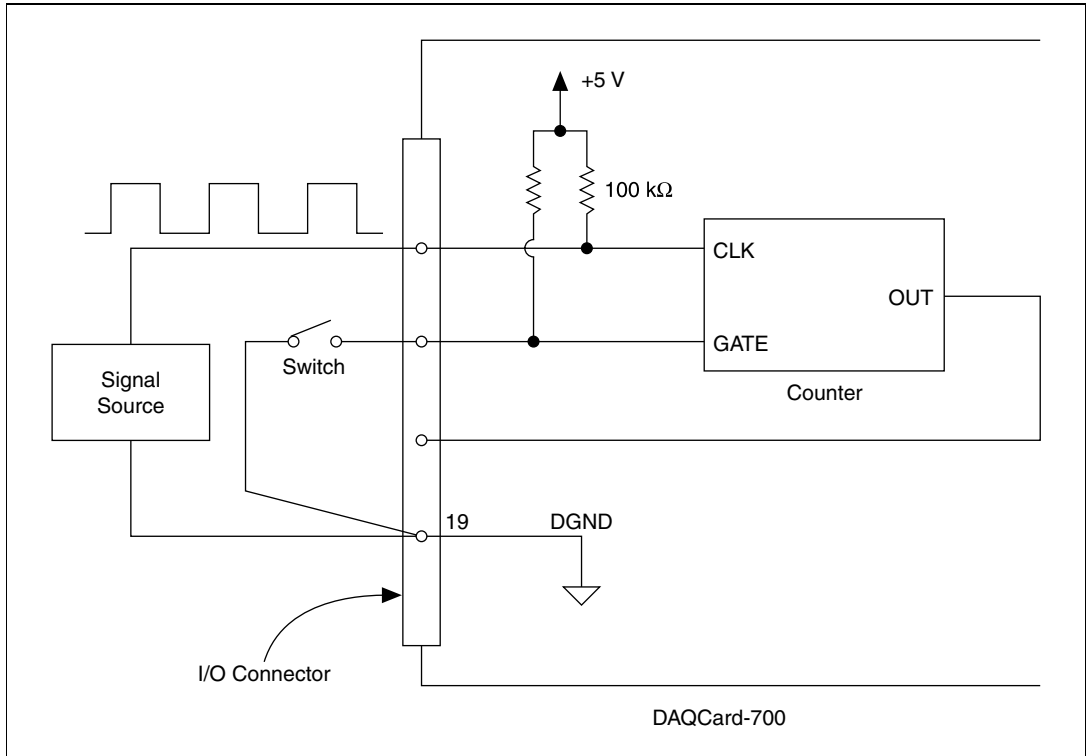 +5 V
100 kΩ
CLK
OUT
GATE
Switch
Counter
Signal
Source
19
DGND
I/O Connector
DAQCard-700